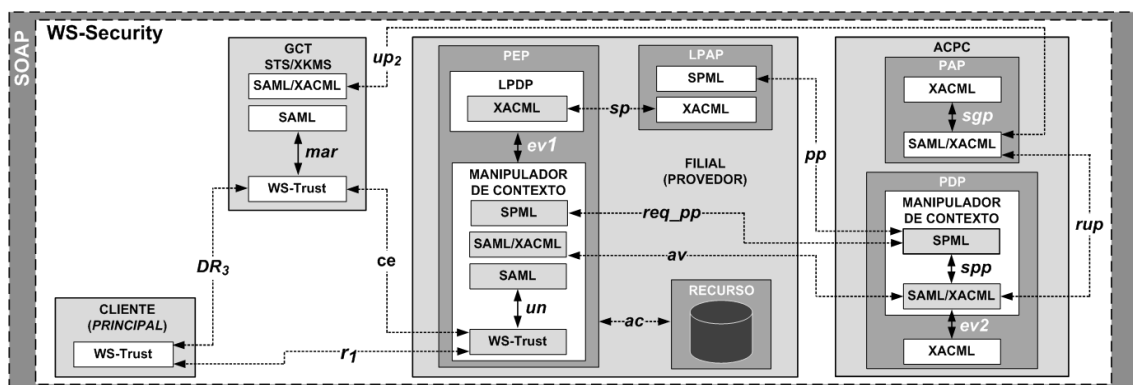 SOAP
WS-Security
GCT
STS/XKMS
SAML/XACML
SAML
mar
WS-Trust
up2
DR3
ce
CLIENTE
(PRINCIPAL)
WS-Trust
r1
PEP
LPDP
XACML
ev1
MANIPULADOR
DE CONTEXTO
SPML
SAML/XACML
SAML
un
WS-Trust
sp
LPAP
SPML
XACML
FILIAL
(PROVEDOR)
req_pp
av
ac
RECURSO
pp
ACPC
PAP
XACML
sgp
SAML/XACML
PDP
MANIPULADOR
DE CONTEXTO
SPML
spp
SAML/XACML
ev2
XACML
rup